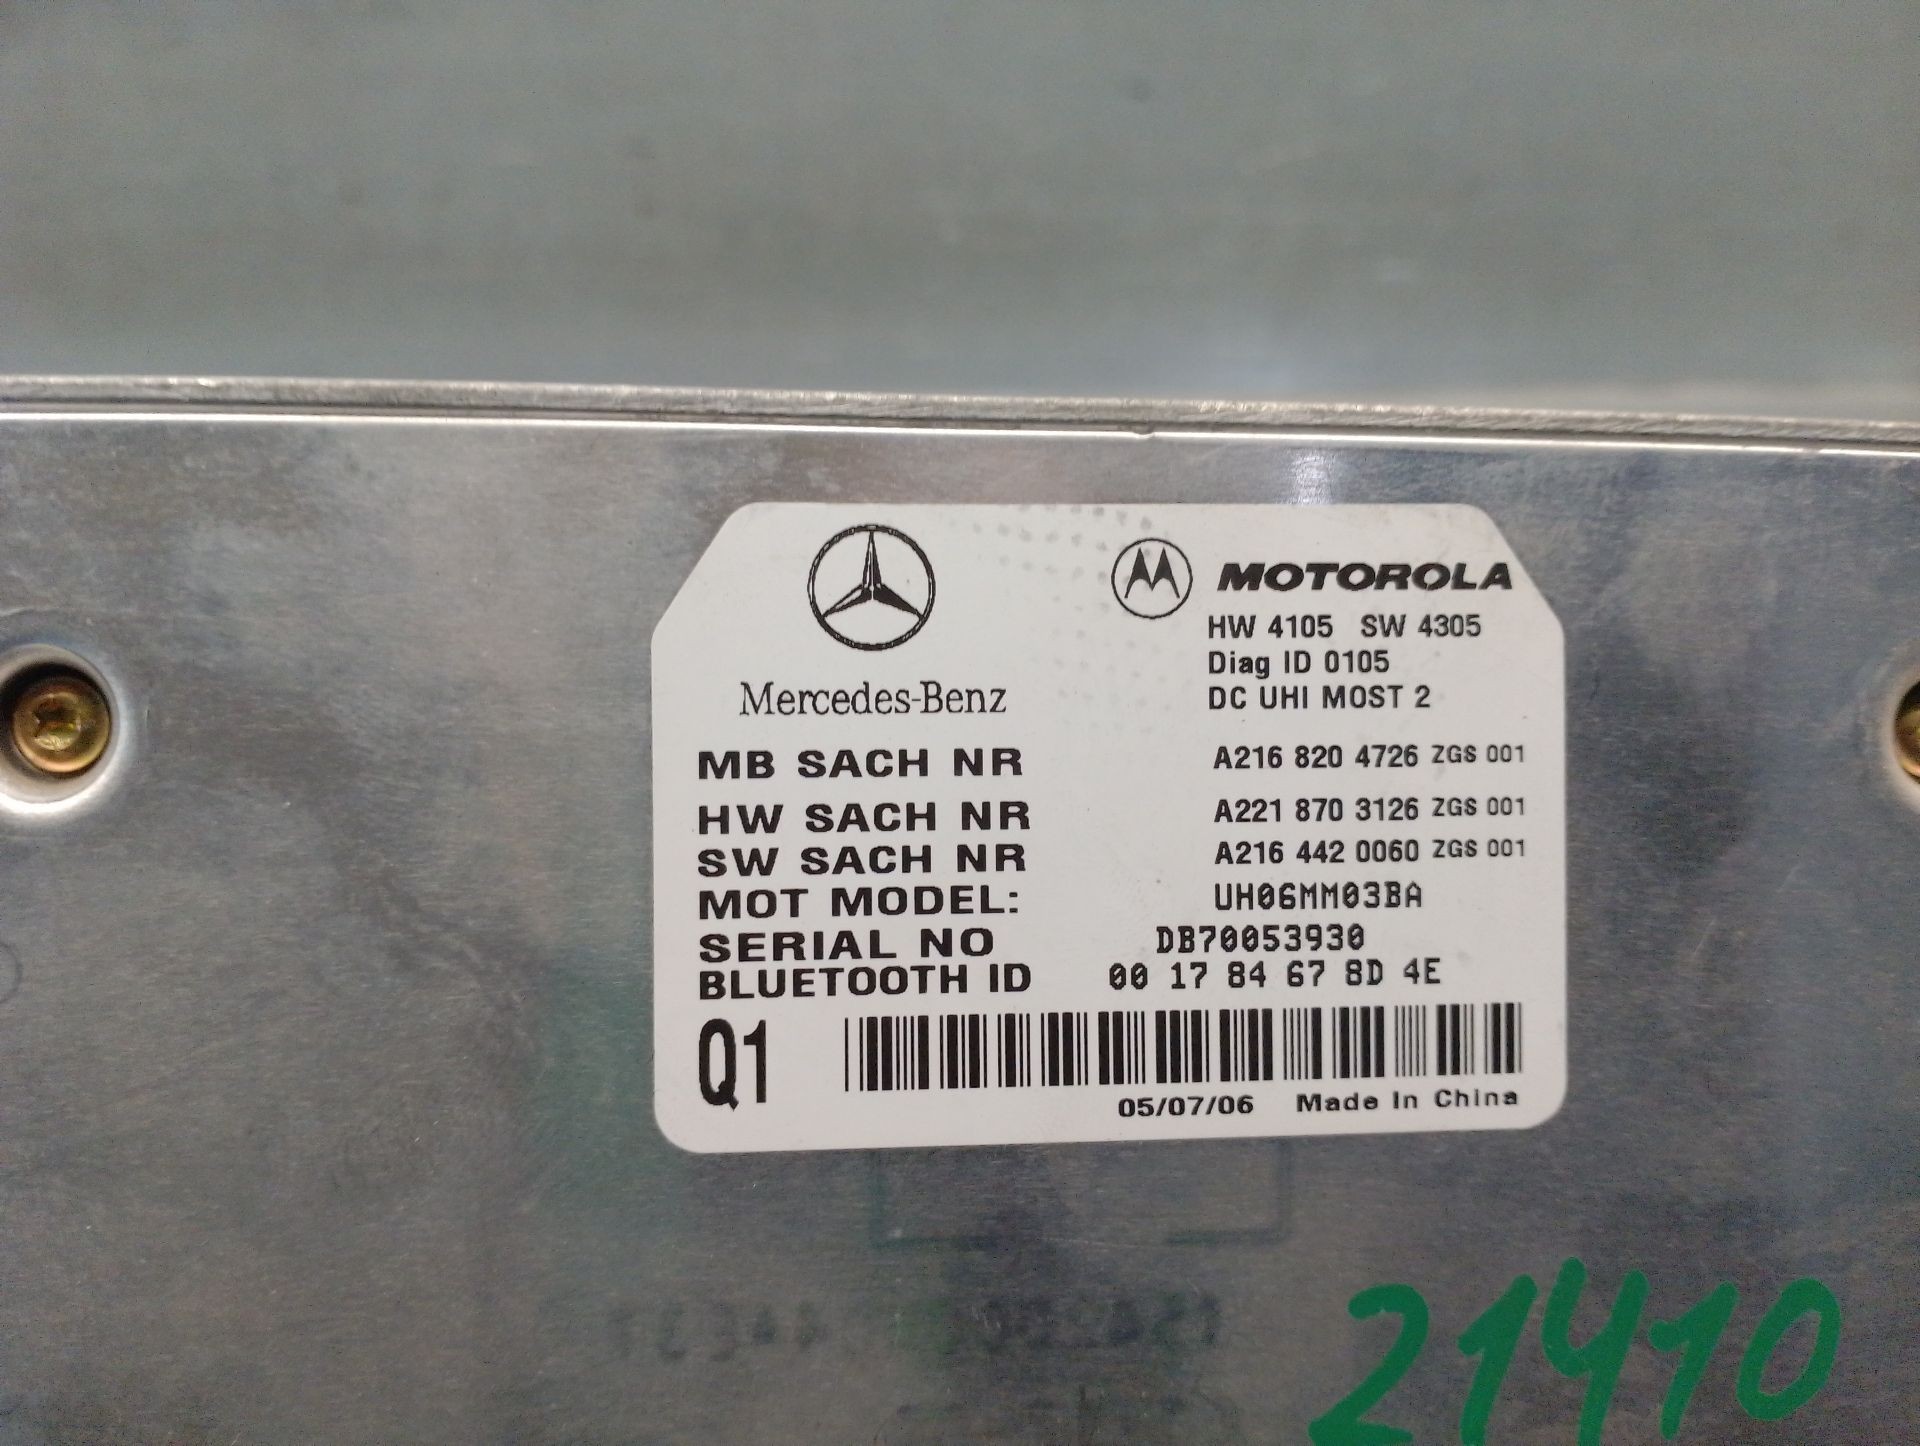 MOTOROLA
HW 4105 SW 4305
Diag ID 0105
DC UHI MOST 2
Mercedes-Benz
MB SACH NR A216 820 4726 ZGS 001
HW SACH NR A221 870 3126 ZGS 001
SW SACH NR A216 442 0060 ZGS 001
MOT MODEL: UH06MM03BA
SERIAL NO DB70053930
BLUETOOTH ID 00 17 84 67 8D 4E
Q1
05/07/06 Made In China
21410